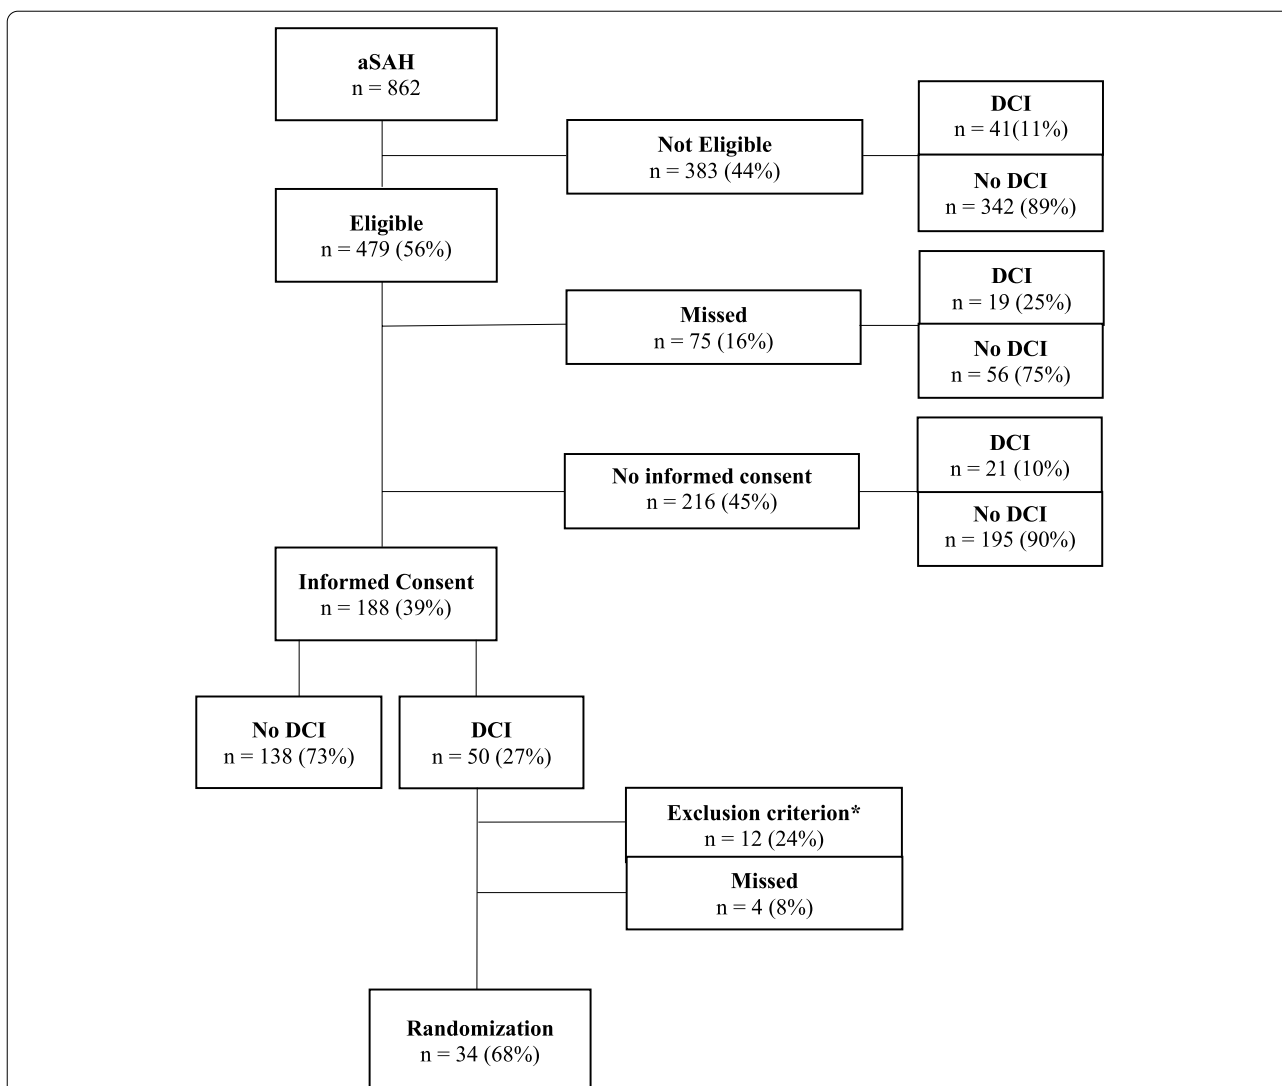 aSAH
n = 862
DCI
n = 41(11%)
Not Eligible
n = 383 (44%)
No DCI
n = 342 (89%)
Eligible
n = 479 (56%)
DCI
n = 19 (25%)
Missed
n = 75 (16%)
No DCI
n = 56 (75%)
DCI
n = 21 (10%)
No informed consent
n = 216 (45%)
No DCI
n = 195 (90%)
Informed Consent
n = 188 (39%)
No DCI
n = 138 (73%)
DCI
n = 50 (27%)
Exclusion criterion*
n = 12 (24%)
Missed
n = 4 (8%)
Randomization
n = 34 (68%)